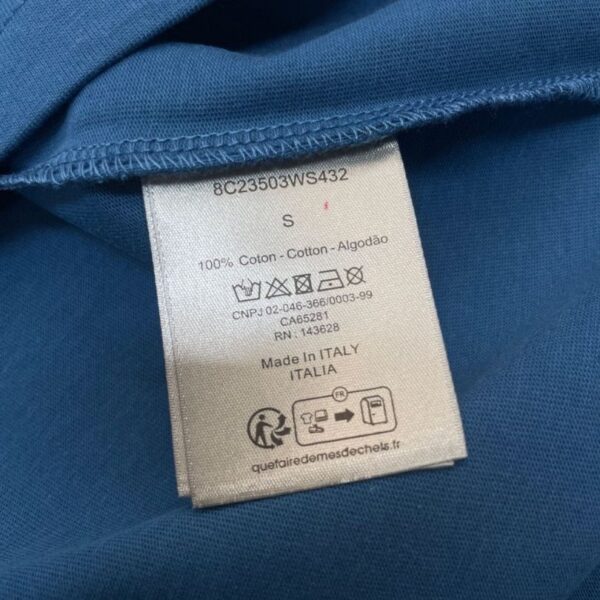 8C23503WS432
S
100% Coton - Cotton - Algodão
CNPJ 02-046-366/0003-99
CA65281
RN : 143628
Made In ITALY
ITALIA
FR
quefairedemesdechets.fr